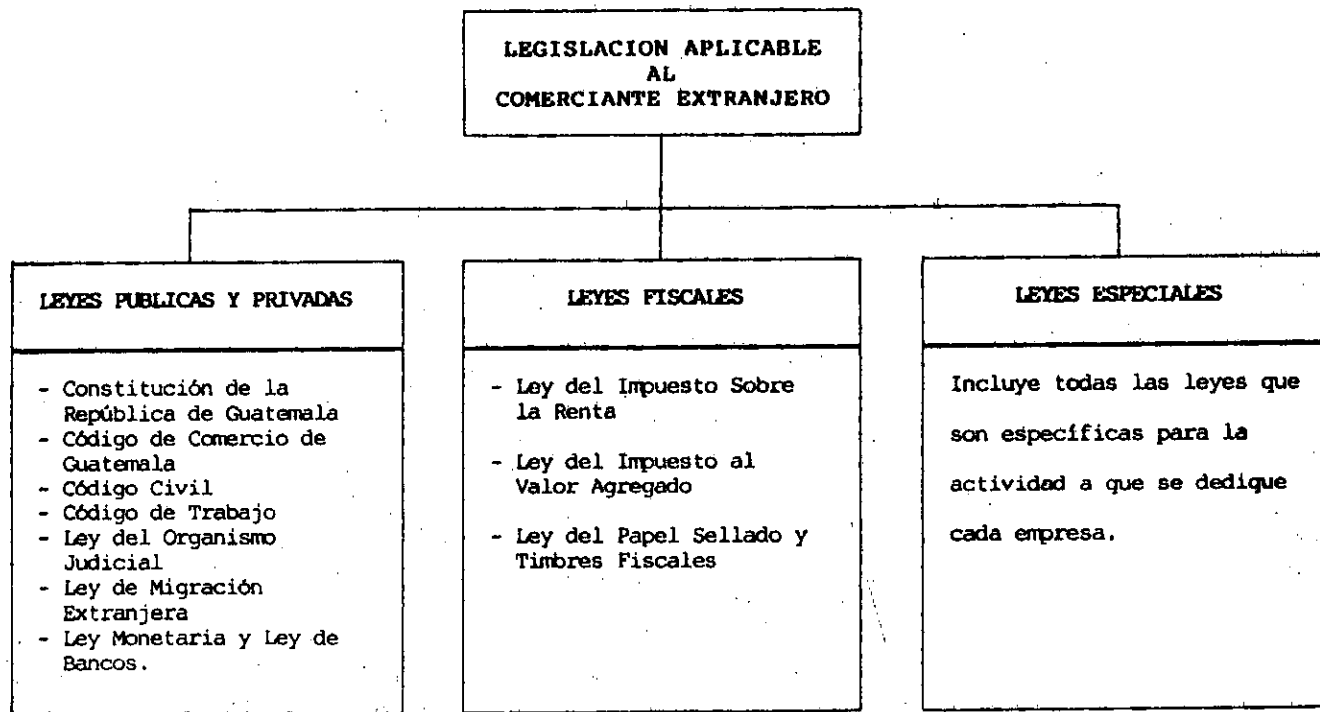 LEGISLACION APLICABLE
AL
COMERCIANTE EXTRANJERO
LEYES PUBLICAS Y PRIVADAS
- Constitución de la
República de Guatemala
- Código de Comercio de
Guatemala
- Código Civil
- Código de Trabajo
- Ley del Organismo
Judicial
- Ley de Migración
Extranjera
- Ley Monetaria y Ley de
Bancos.
LEYES FISCALES
- Ley del Impuesto Sobre
la Renta
- Ley del Impuesto al
Valor Agregado
- Ley del Papel Sellado y
Timbres Fiscales
LEYES ESPECIALES
Incluye todas las leyes que
son específicas para la
actividad a que se dedique
cada empresa.